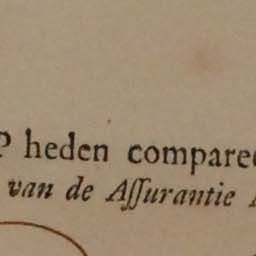 P heden compare
van de Aſſurantie